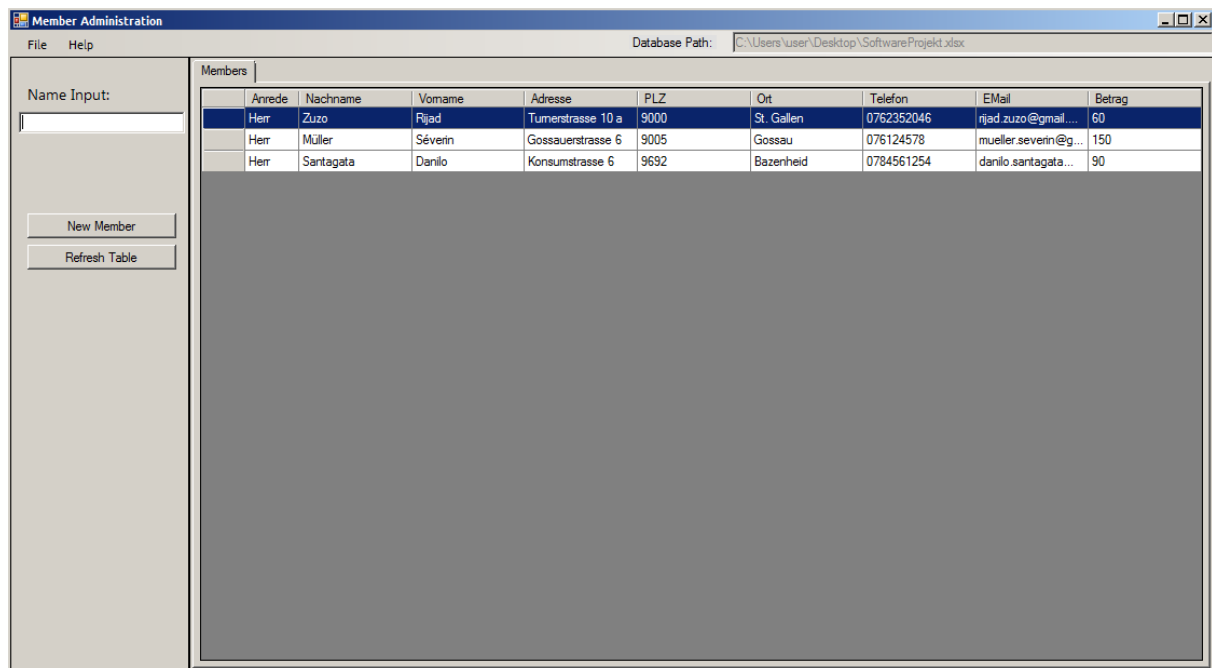 Member Administration
File Help Database Path: C:\Users\user\Desktop\SoftwareProjekt.xlsx
Members
Name Input:
Anrede Nachname Vorname Adresse PLZ Ort Telefon EMail Betrag
Herr Zuzo Rijad Turnerstrasse 10 a 9000 St. Gallen 0762352046 rijad.zuzo@gmail.... 60
Herr Müller Séverin Gossauerstrasse 6 9005 Gossau 076124578 mueller.severin@g... 150
Herr Santagata Danilo Konsumstrasse 6 9692 Bazenheid 0784561254 danilo.santagata... 90
New Member
Refresh Table